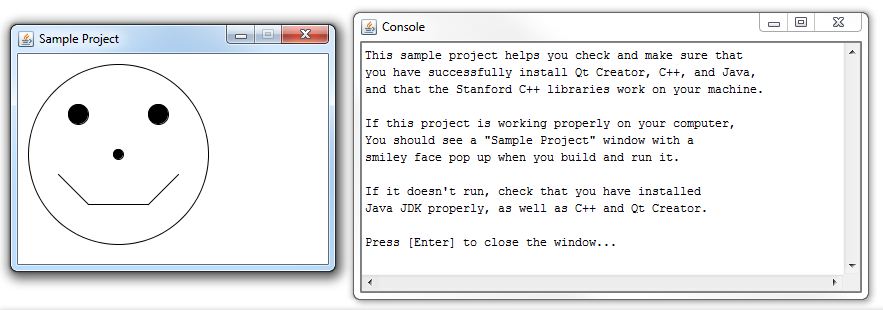 Sample Project
Console
This sample project helps you check and make sure that
you have successfully install Qt Creator, C++, and Java,
and that the Stanford C++ libraries work on your machine.
If this project is working properly on your computer,
You should see a "Sample Project" window with a
smiley face pop up when you build and run it.
If it doesn't run, check that you have installed
Java JDK properly, as well as C++ and Qt Creator.
Press [Enter] to close the window...